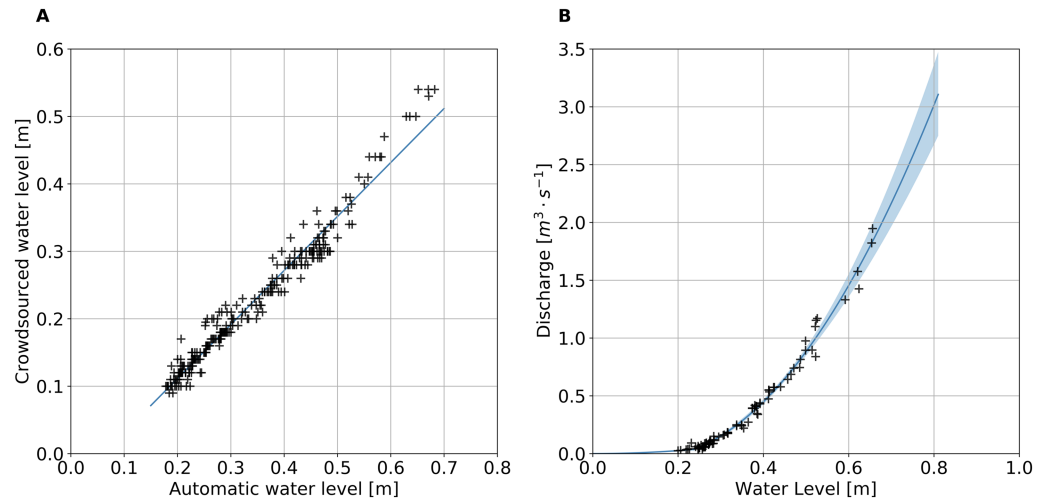 A
B
0.6
0.5
0.4
0.3
0.2
0.1
0.0
Crowdsourced water level [m]
0.0 0.1 0.2 0.3 0.4 0.5 0.6 0.7 0.8
Automatic water level [m]
3.5
3.0
2.5
2.0
1.5
1.0
0.5
0.0
Discharge [m³ · s⁻¹]
0.0 0.2 0.4 0.6 0.8 1.0
Water Level [m]